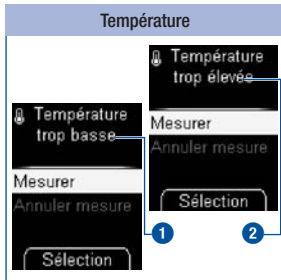 Température
Température
trop basse
Mesurer
Annuler mesure
Sélection
1
Température
trop élevée
Mesurer
Annuler mesure
Sélection
2